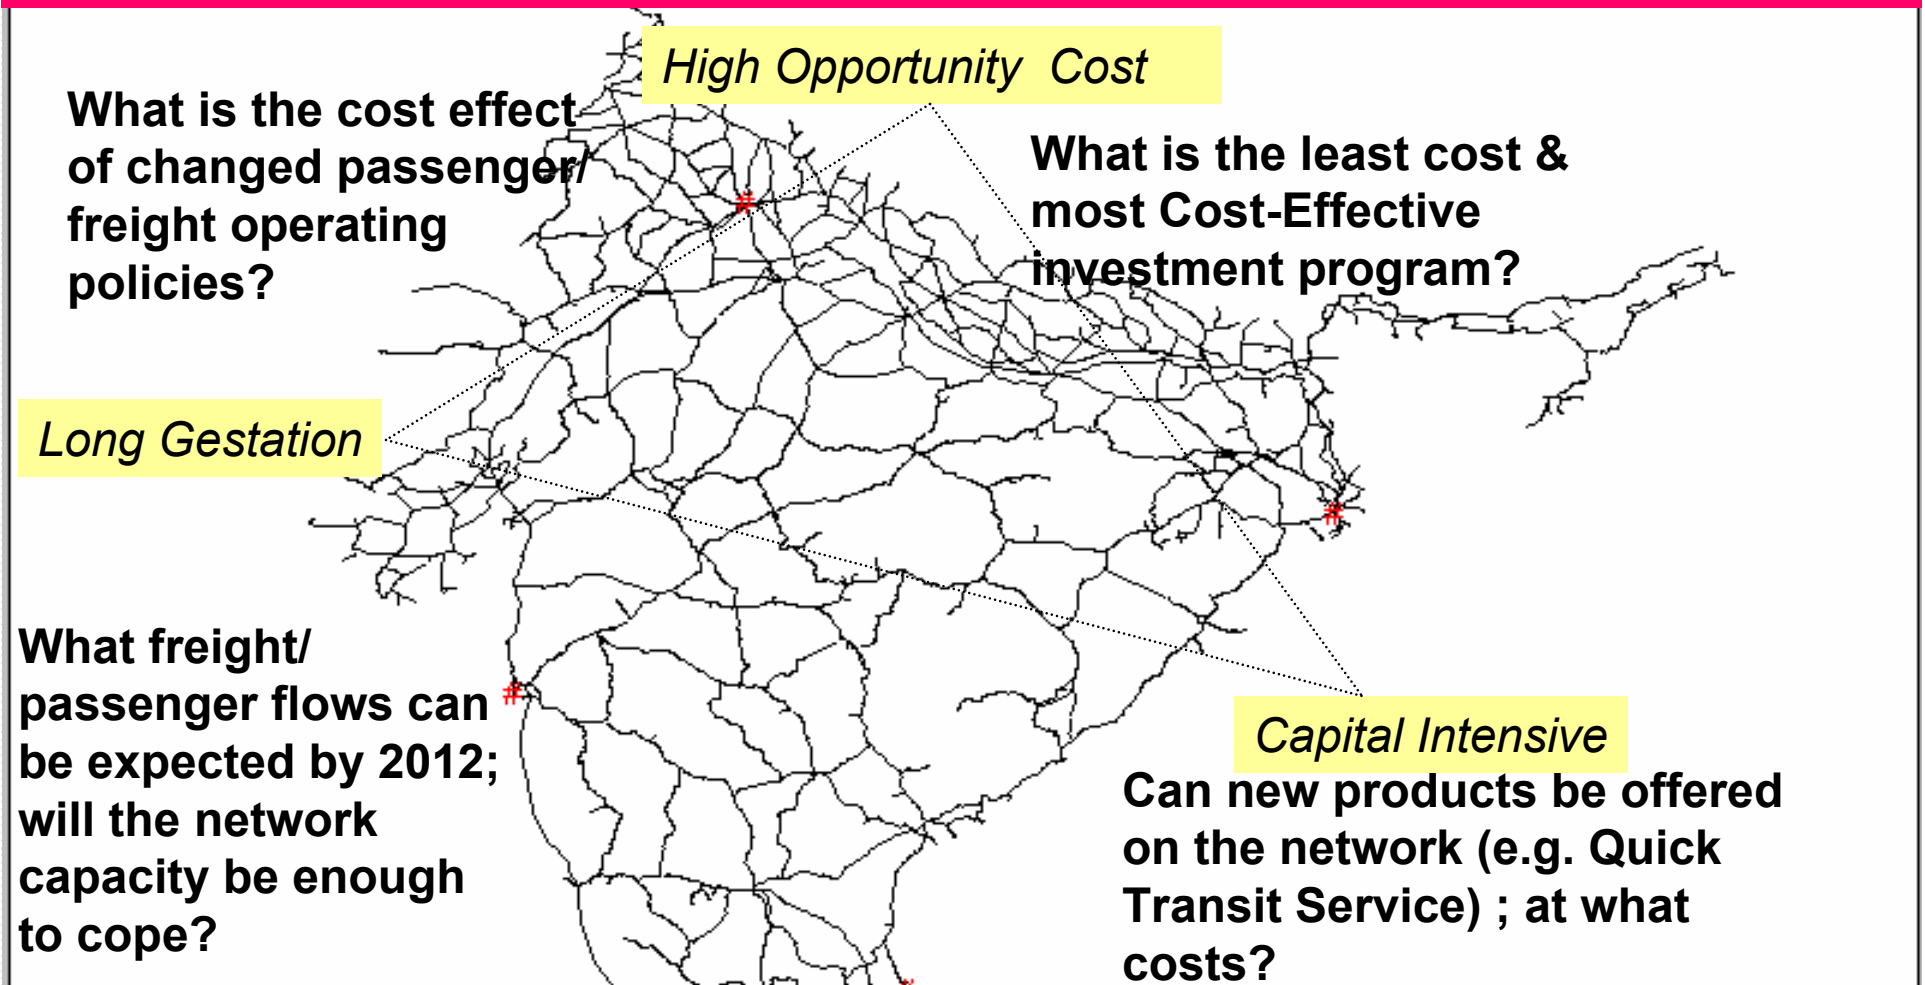 High Opportunity Cost
What is the cost effect
of changed passenger/
freight operating
policies?
What is the least cost &
most Cost-Effective
investment program?
Long Gestation
What freight/
passenger flows can
be expected by 2012;
will the network
capacity be enough
to cope?
Capital Intensive
Can new products be offered
on the network (e.g. Quick
Transit Service) ; at what
costs?